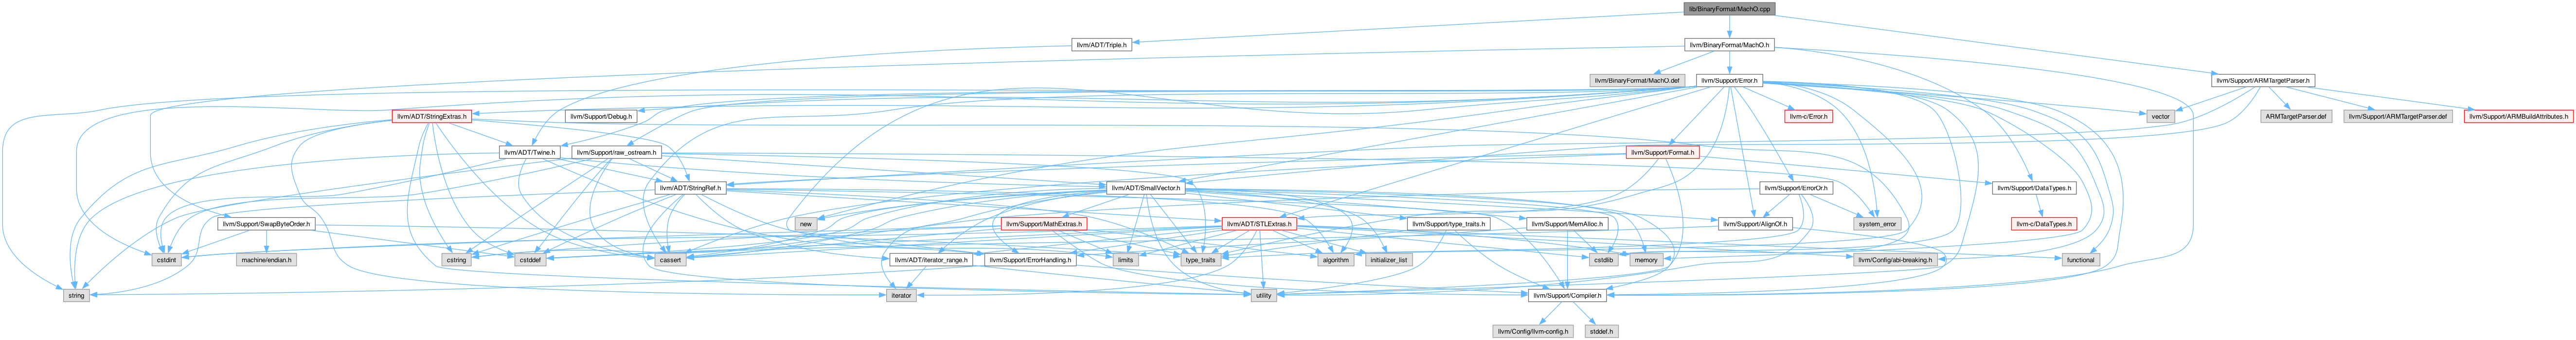 lib/BinaryFormat/MachO.cpp
llvm/ADT/Triple.h
llvm/BinaryFormat/MachO.h
llvm/BinaryFormat/MachO.def
llvm/Support/Error.h
llvm/Support/ARMTargetParser.h
llvm/ADT/StringExtras.h
llvm/Support/Debug.h
llvm-c/Error.h
vector
ARMTargetParser.def
llvm/Support/ARMTargetParser.def
llvm/Support/ARMBuildAttributes.h
llvm/ADT/Twine.h
llvm/Support/raw_ostream.h
llvm/Support/Format.h
llvm/ADT/StringRef.h
llvm/ADT/SmallVector.h
llvm/Support/ErrorOr.h
llvm/Support/DataTypes.h
llvm/Support/SwapByteOrder.h
new
llvm/Support/MathExtras.h
llvm/ADT/STLExtras.h
llvm/Support/type_traits.h
llvm/Support/MemAlloc.h
llvm/Support/AlignOf.h
system_error
llvm-c/DataTypes.h
cstdint
machine/endian.h
cstring
cstddef
cassert
llvm/ADT/iterator_range.h
llvm/Support/ErrorHandling.h
limits
type_traits
algorithm
initializer_list
cstdlib
memory
llvm/Config/abi-breaking.h
functional
string
iterator
utility
llvm/Support/Compiler.h
llvm/Config/llvm-config.h
stddef.h